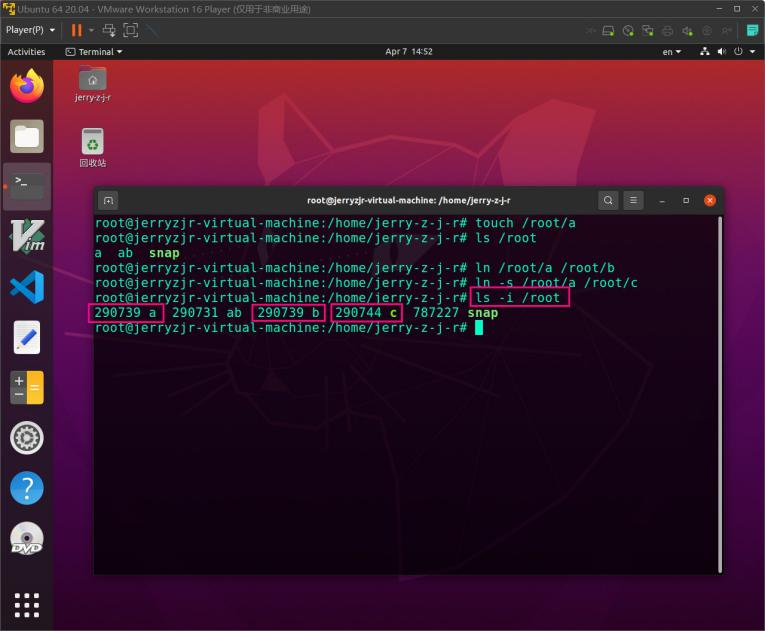 Ubuntu 64 20.04 - VMware Workstation 16 Player (仅用于非商业用途)
Player(P)
Activities
Terminal
Apr 7 14:52
en
jerry-z-j-r
回收站
root@jerryzjr-virtual-machine: /home/jerry-z-j-r
root@jerryzjr-virtual-machine:/home/jerry-z-j-r# touch /root/a
root@jerryzjr-virtual-machine:/home/jerry-z-j-r# ls /root
a ab snap
root@jerryzjr-virtual-machine:/home/jerry-z-j-r# ln /root/a /root/b
root@jerryzjr-virtual-machine:/home/jerry-z-j-r# ln -s /root/a /root/c
root@jerryzjr-virtual-machine:/home/jerry-z-j-r# ls -i /root
290739 a 290731 ab 290739 b 290744 c 787227 snap
root@jerryzjr-virtual-machine:/home/jerry-z-j-r#
>_
Vim
DVD